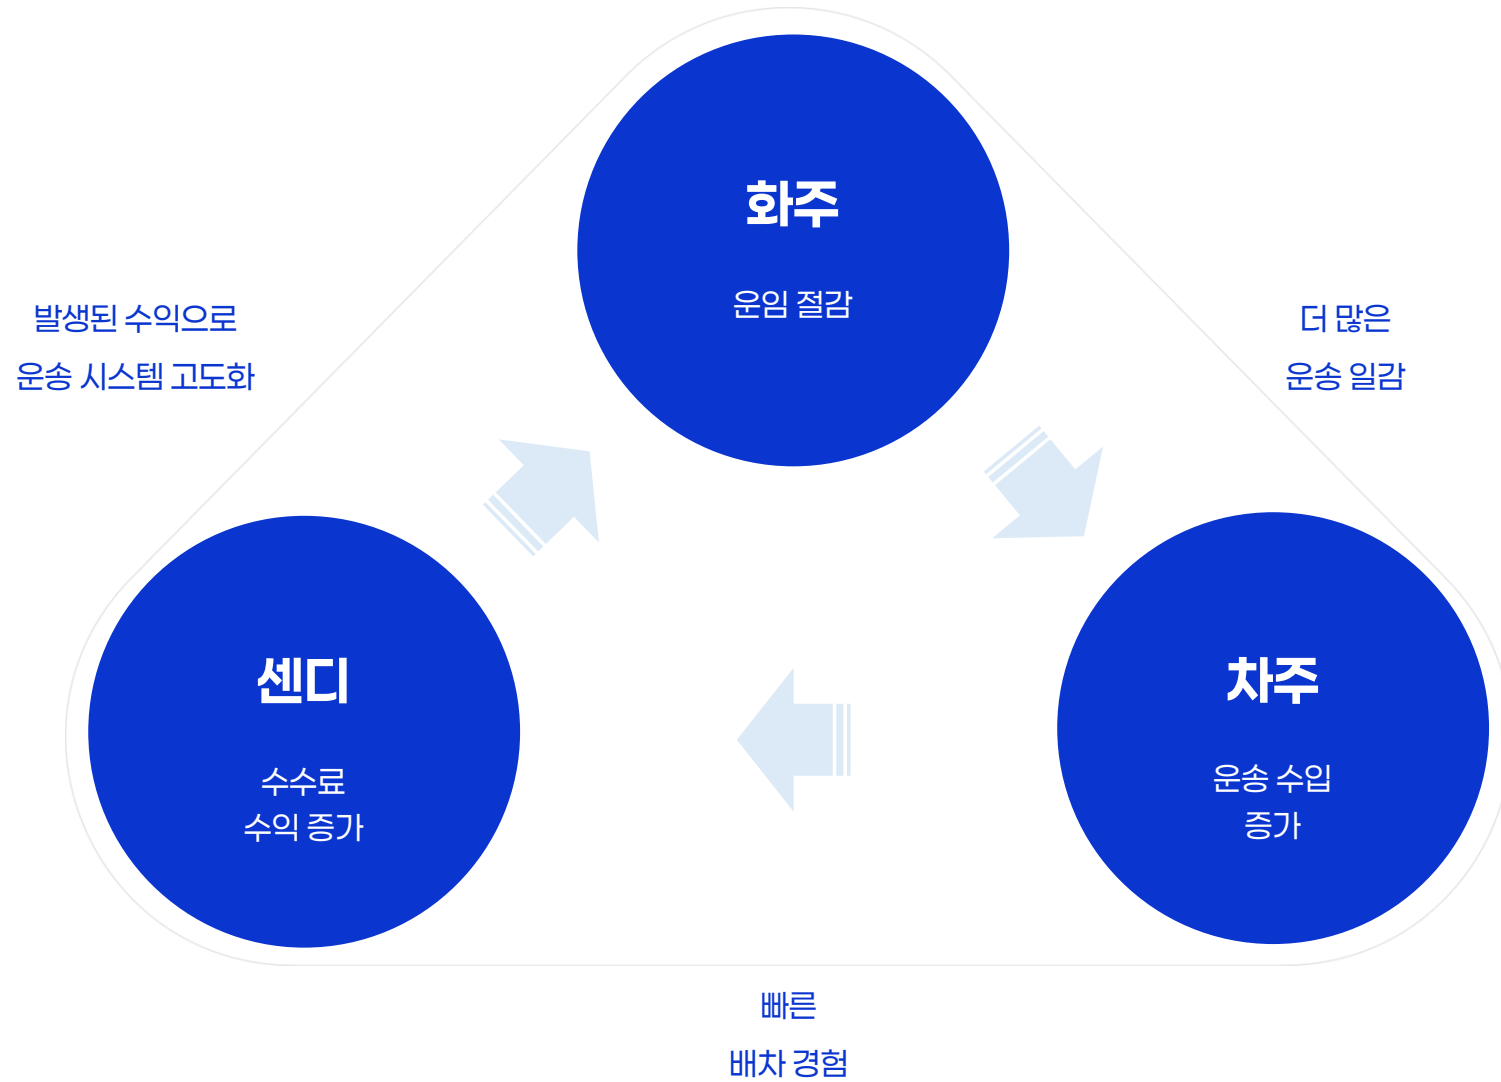 화주
운임 절감
발생된 수익으로
운송 시스템 고도화
더 많은
운송 일감
센디
수수료
수익 증가
차주
운송 수입
증가
빠른
배차 경험